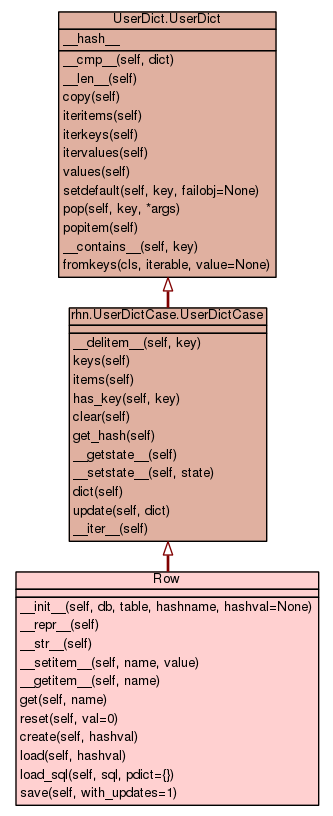 UserDict.UserDict
__hash__
__cmp__(self, dict)
__len__(self)
copy(self)
iteritems(self)
iterkeys(self)
itervalues(self)
values(self)
setdefault(self, key, failobj=None)
pop(self, key, *args)
popitem(self)
__contains__(self, key)
fromkeys(cls, iterable, value=None)
rhn.UserDictCase.UserDictCase
__delitem__(self, key)
keys(self)
items(self)
has_key(self, key)
clear(self)
get_hash(self)
__getstate__(self)
__setstate__(self, state)
dict(self)
update(self, dict)
__iter__(self)
Row
__init__(self, db, table, hashname, hashval=None)
__repr__(self)
__str__(self)
__setitem__(self, name, value)
__getitem__(self, name)
get(self, name)
reset(self, val=0)
create(self, hashval)
load(self, hashval)
load_sql(self, sql, pdict={})
save(self, with_updates=1)